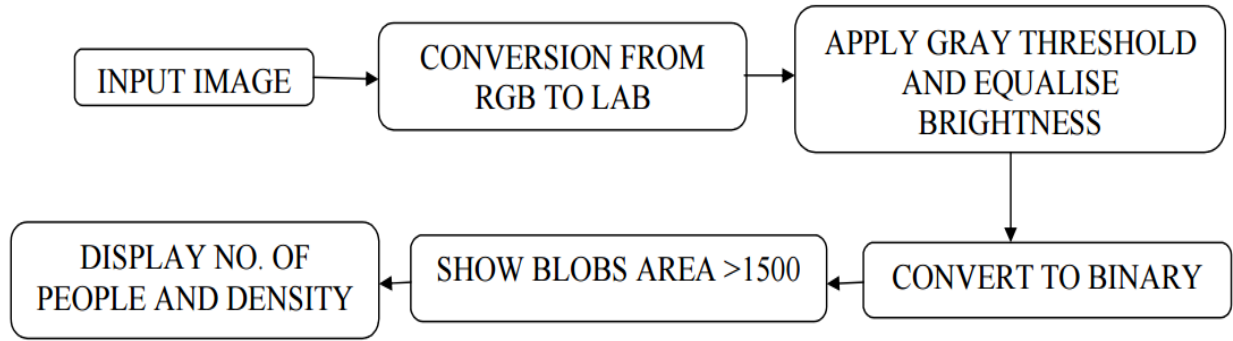 INPUT IMAGE
CONVERSION FROM
RGB TO LAB
APPLY GRAY THRESHOLD
AND EQUALISE
BRIGHTNESS
CONVERT TO BINARY
SHOW BLOBS AREA >1500
DISPLAY NO. OF
PEOPLE AND DENSITY